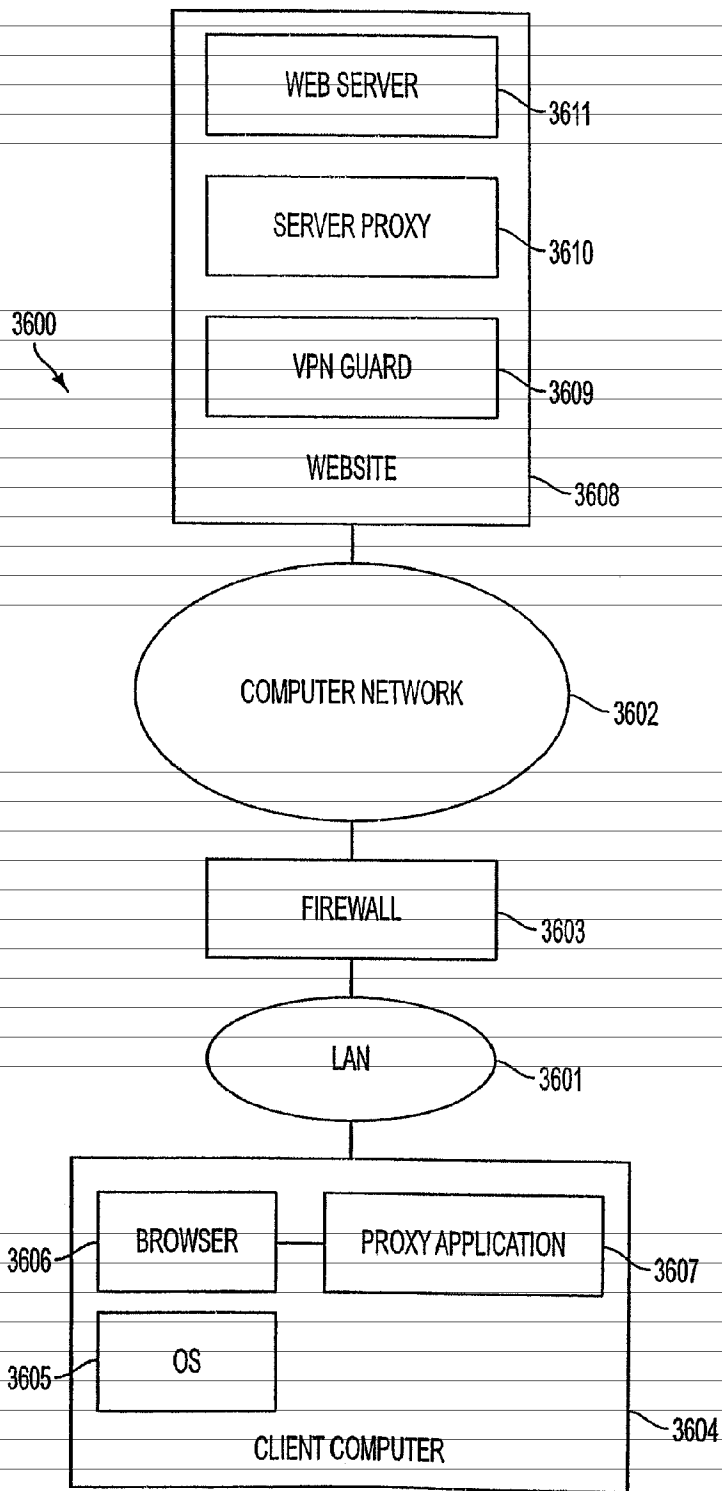 WEB SERVER
3611
SERVER PROXY
3610
3600
VPN GUARD
3609
WEBSITE
3608
COMPUTER NETWORK
3602
FIREWALL
3603
LAN
3601
BROWSER
PROXY APPLICATION
3606
3607
OS
3605
3604
CLIENT COMPUTER